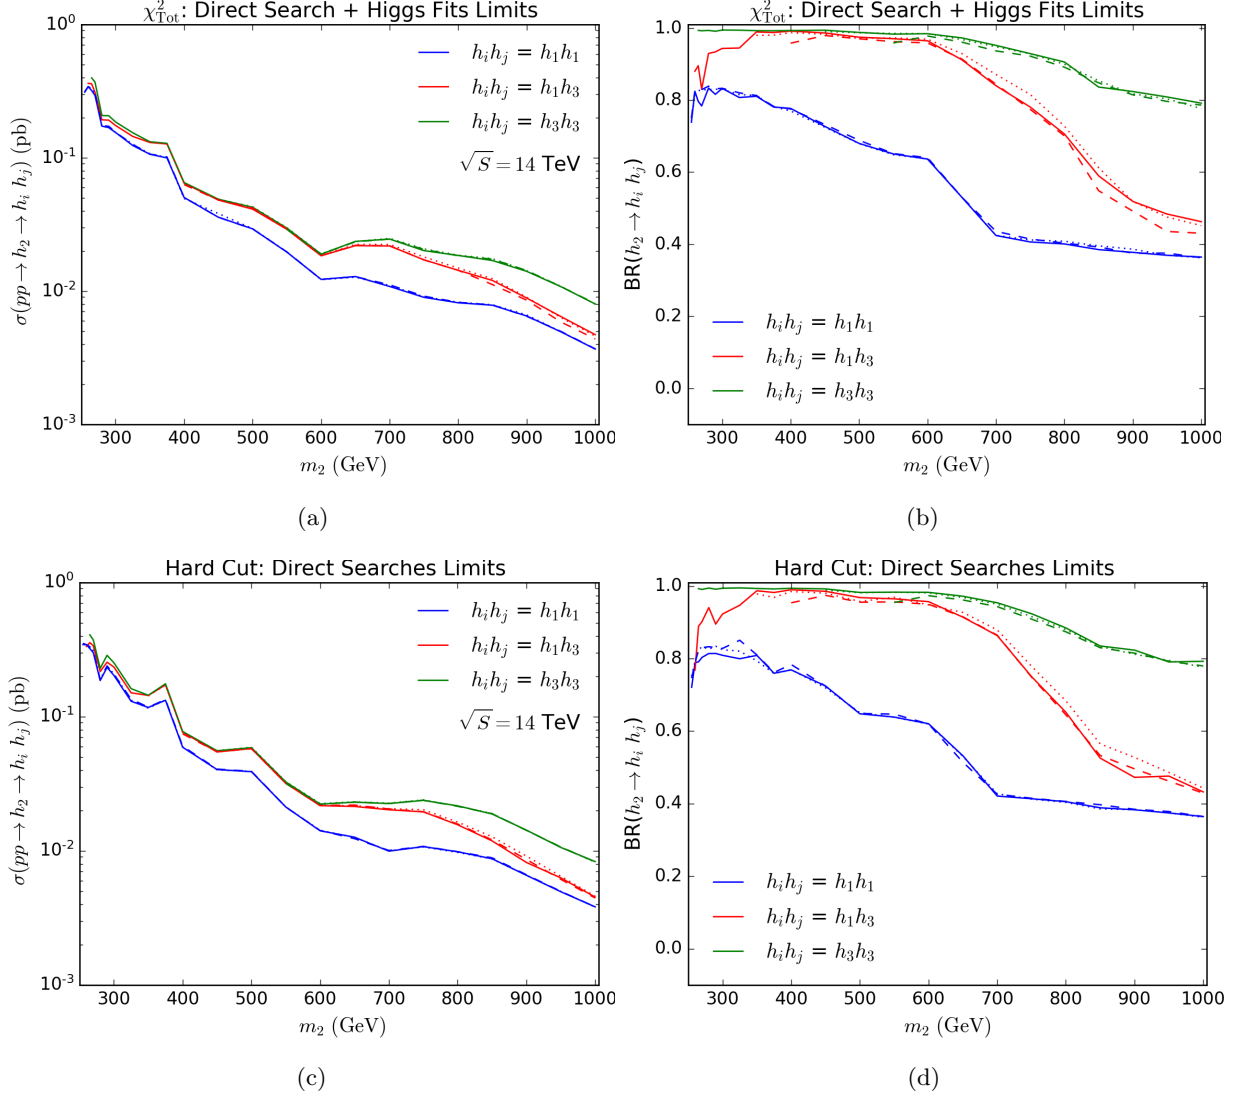 χ²_Tot: Direct Search + Higgs Fits Limits
10⁰
10⁻¹
10⁻²
10⁻³
σ(pp → h₂ → hᵢ hⱼ) (pb)
hᵢhⱼ = h₁h₁
hᵢhⱼ = h₁h₃
hᵢhⱼ = h₃h₃
√S = 14 TeV
300 400 500 600 700 800 900 1000
m₂ (GeV)
(a)
χ²_Tot: Direct Search + Higgs Fits Limits
1.0
0.8
0.6
0.4
0.2
0.0
BR(h₂ → hᵢ hⱼ)
hᵢhⱼ = h₁h₁
hᵢhⱼ = h₁h₃
hᵢhⱼ = h₃h₃
300 400 500 600 700 800 900 1000
m₂ (GeV)
(b)
Hard Cut: Direct Searches Limits
10⁰
10⁻¹
10⁻²
10⁻³
σ(pp → h₂ → hᵢ hⱼ) (pb)
hᵢhⱼ = h₁h₁
hᵢhⱼ = h₁h₃
hᵢhⱼ = h₃h₃
√S = 14 TeV
300 400 500 600 700 800 900 1000
m₂ (GeV)
(c)
Hard Cut: Direct Searches Limits
1.0
0.8
0.6
0.4
0.2
0.0
BR(h₂ → hᵢ hⱼ)
hᵢhⱼ = h₁h₁
hᵢhⱼ = h₁h₃
hᵢhⱼ = h₃h₃
300 400 500 600 700 800 900 1000
m₂ (GeV)
(d)